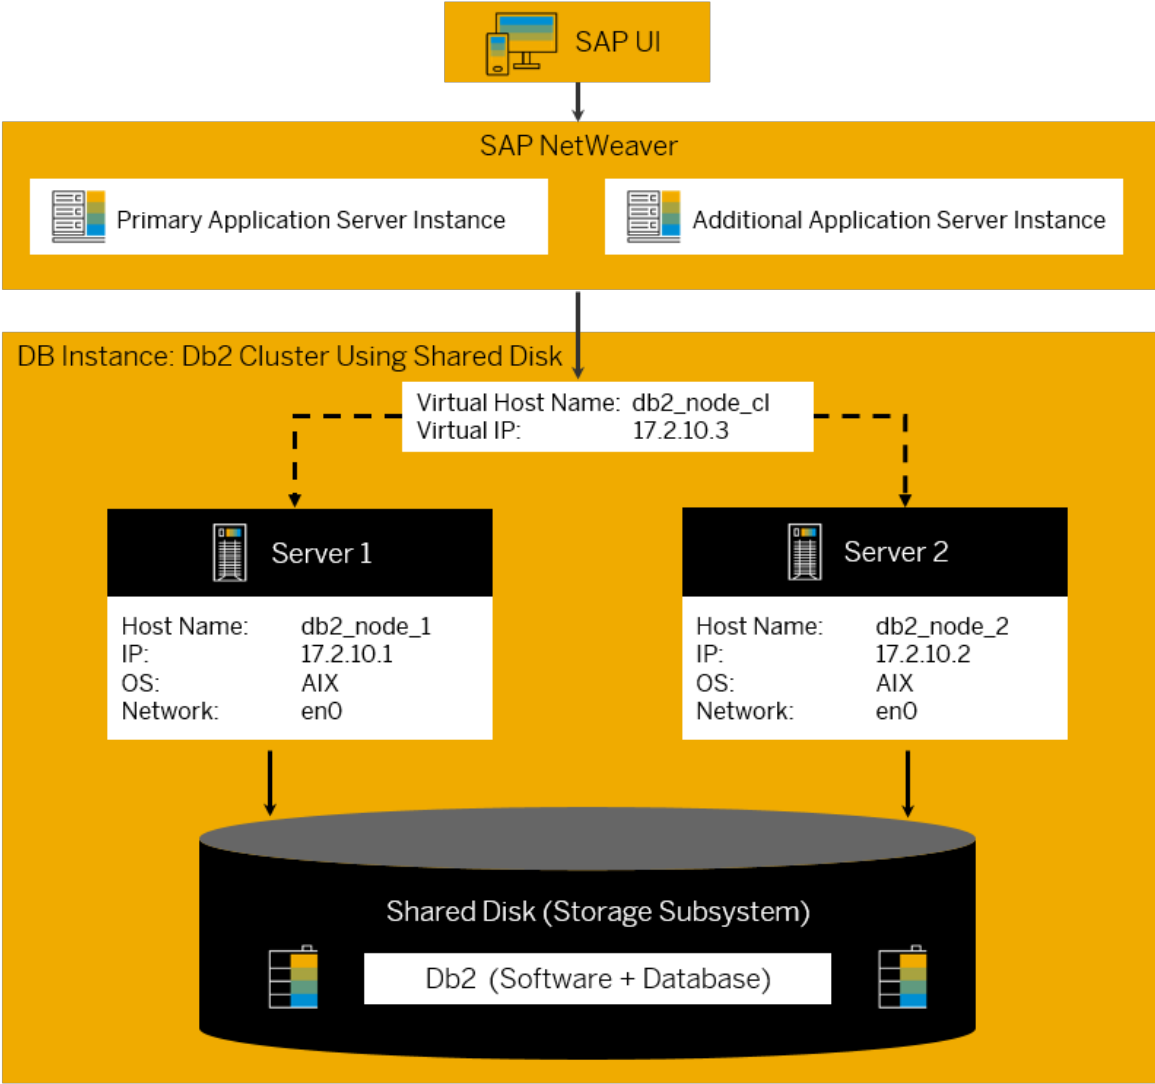 SAP UI
SAP NetWeaver
Primary Application Server Instance
Additional Application Server Instance
DB Instance: Db2 Cluster Using Shared Disk
Virtual Host Name: db2_node_cl
Virtual IP: 17.2.10.3
Server 1
Host Name: db2_node_1
IP: 17.2.10.1
OS: AIX
Network: en0
Server 2
Host Name: db2_node_2
IP: 17.2.10.2
OS: AIX
Network: en0
Shared Disk (Storage Subsystem)
Db2 (Software + Database)